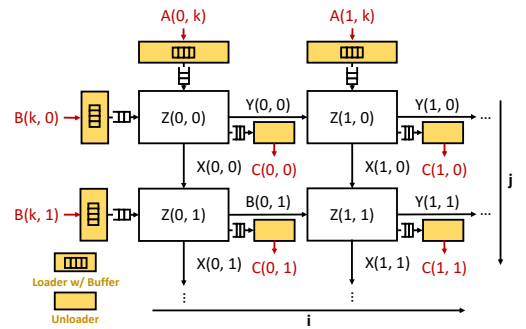 A(0, k)
A(1, k)
B(k, 0)
Z(0, 0)
Y(0, 0)
Z(1, 0)
Y(1, 0)
...
X(0, 0)
C(0, 0)
X(1, 0)
C(1, 0)
j
B(k, 1)
Z(0, 1)
B(0, 1)
Z(1, 1)
Y(1, 1)
...
X(0, 1)
C(0, 1)
X(1, 1)
C(1, 1)
Loader w/ Buffer
...
...
Unloader
i